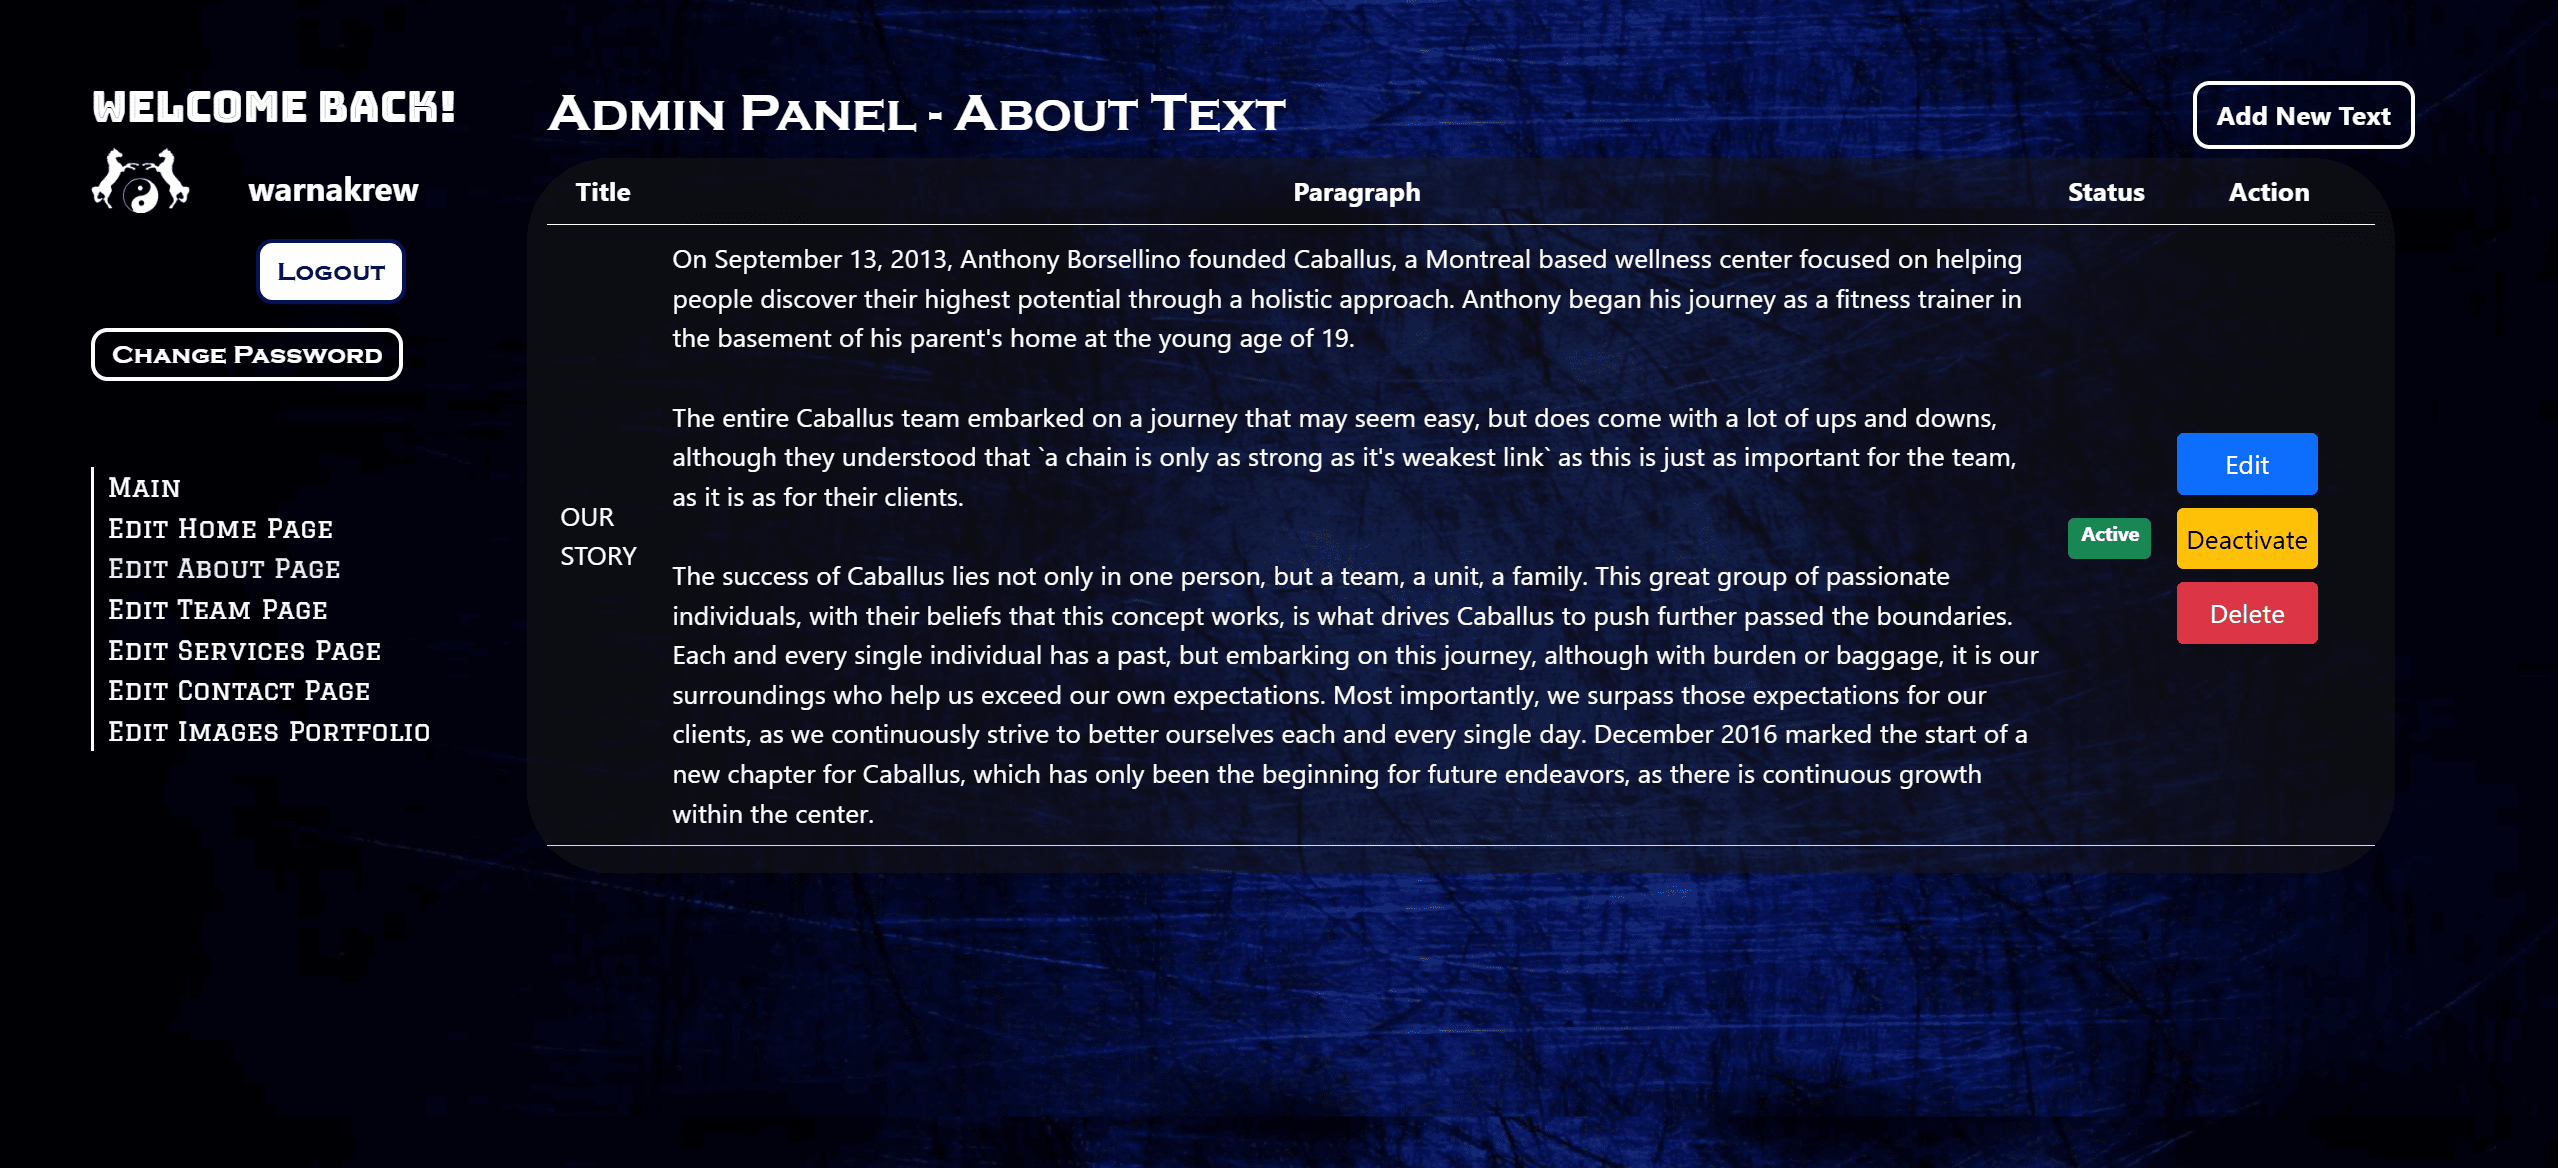 WELCOME BACK!
warnakrew
Logout
Change Password
Main
Edit Home Page
Edit About Page
Edit Team Page
Edit Services Page
Edit Contact Page
Edit Images Portfolio
Admin Panel - About Text
Add New Text
Title Paragraph Status Action
OUR
STORY
On September 13, 2013, Anthony Borsellino founded Caballus, a Montreal based wellness center focused on helping
people discover their highest potential through a holistic approach. Anthony began his journey as a fitness trainer in
the basement of his parent's home at the young age of 19.
The entire Caballus team embarked on a journey that may seem easy, but does come with a lot of ups and downs,
although they understood that `a chain is only as strong as it's weakest link` as this is just as important for the team,
as it is as for their clients.
The success of Caballus lies not only in one person, but a team, a unit, a family. This great group of passionate
individuals, with their beliefs that this concept works, is what drives Caballus to push further passed the boundaries.
Each and every single individual has a past, but embarking on this journey, although with burden or baggage, it is our
surroundings who help us exceed our own expectations. Most importantly, we surpass those expectations for our
clients, as we continuously strive to better ourselves each and every single day. December 2016 marked the start of a
new chapter for Caballus, which has only been the beginning for future endeavors, as there is continuous growth
within the center.
Active
Edit
Deactivate
Delete